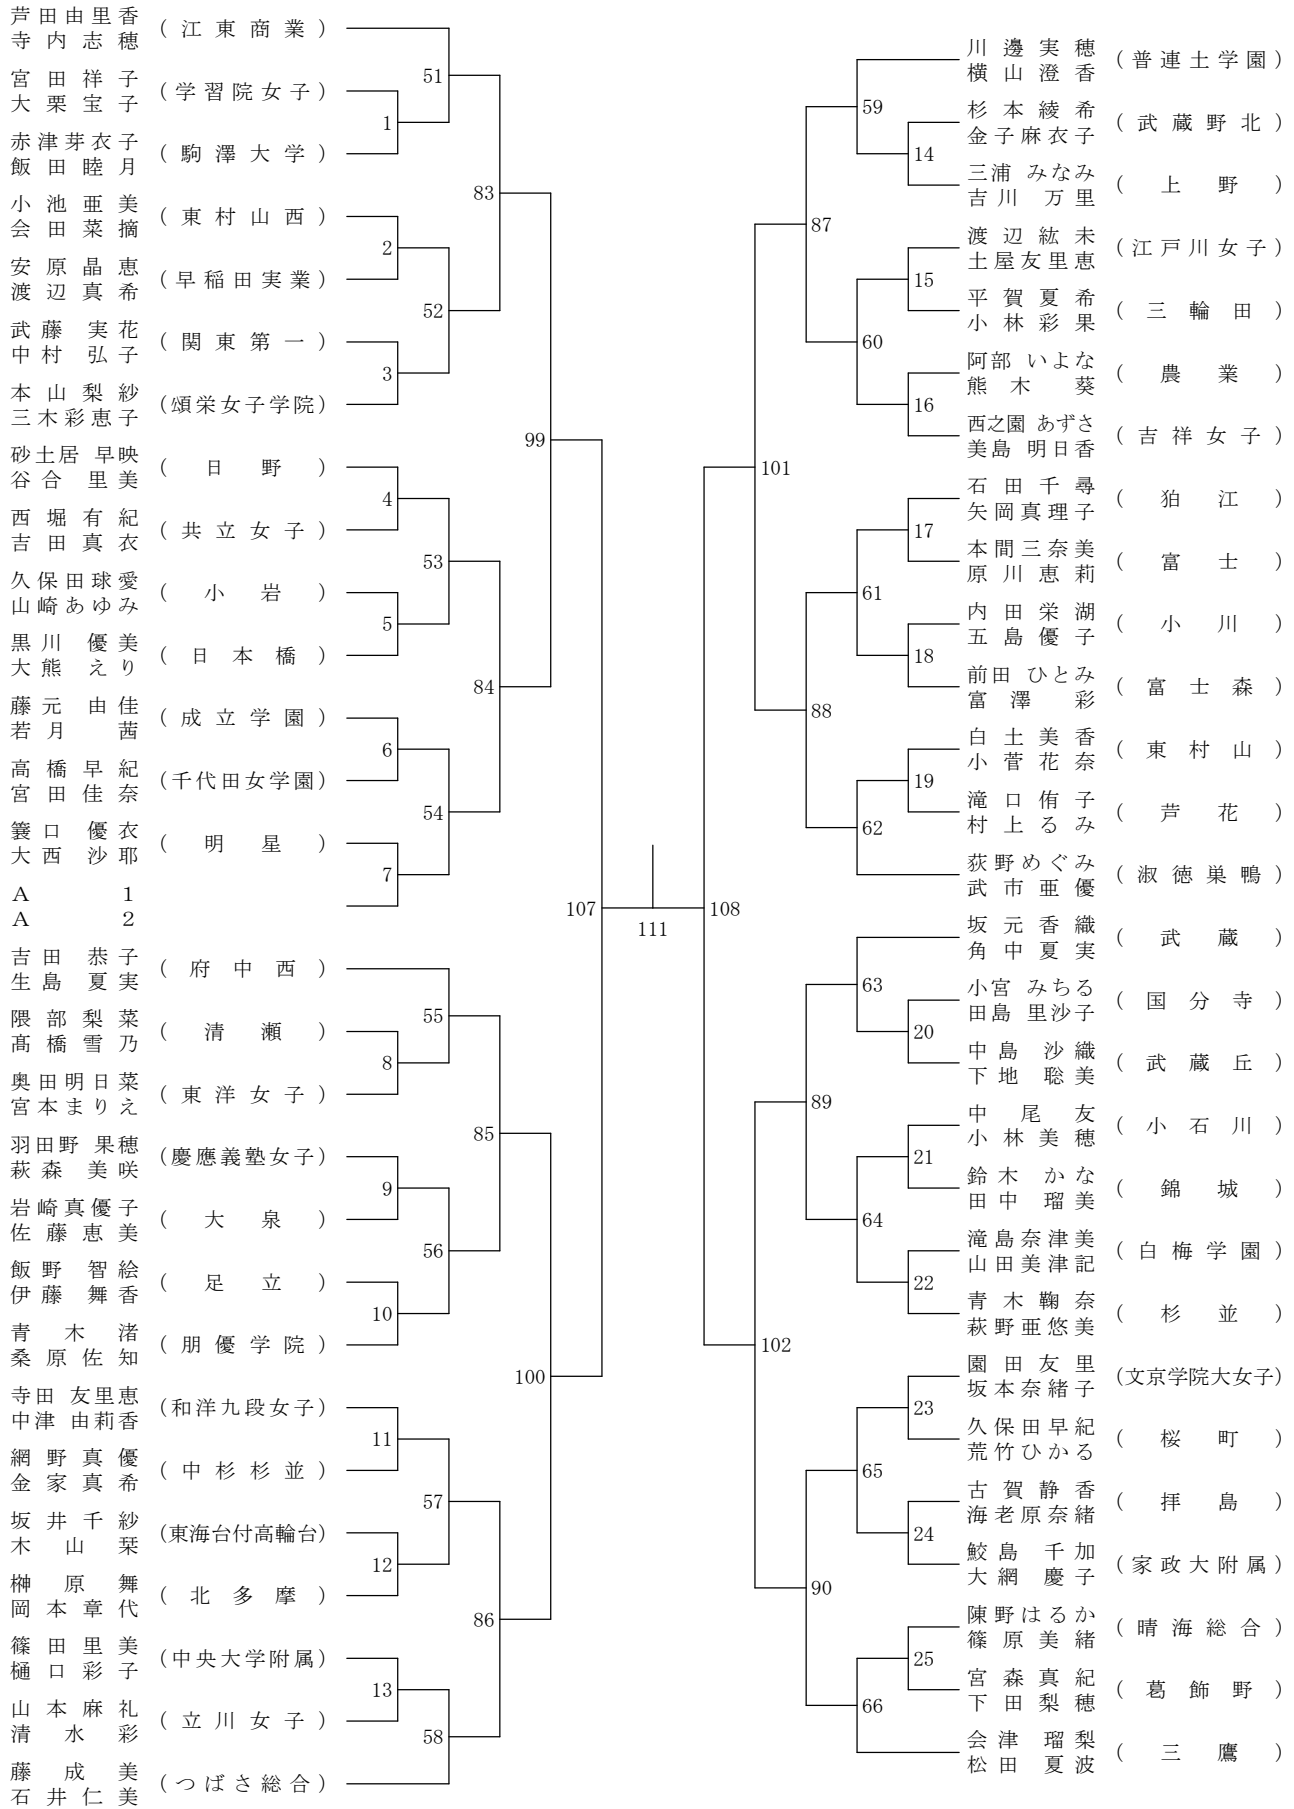 芦田由里香
寺内志穂 (江東商業)
宮田祥子
大栗宝子 (学習院女子)
赤津芽衣子
飯田睦月 (駒澤大学)
小池亜美
会田菜摘 (東村山西)
安原晶恵
渡辺真希 (早稲田実業)
武藤実花
中村弘子 (関東第一)
本山梨紗
三木彩恵子 (頌栄女子学院)
砂土居 早映
谷合里美 (日野)
西堀有紀
吉田真衣 (共立女子)
久保田球愛
山崎あゆみ (小岩)
黒川優美
大熊えり (日本橋)
藤元由佳
若月茜 (成立学園)
高橋早紀
宮田佳奈 (千代田女学園)
簑口優衣
大西沙耶 (明星)
A 1
A 2
吉田恭子
生島夏実 (府中西)
隈部梨菜
髙橋雪乃 (清瀬)
奥田明日菜
宮本まりえ (東洋女子)
羽田野 果穂
萩森美咲 (慶應義塾女子)
岩崎真優子
佐藤恵美 (大泉)
飯野智絵
伊藤舞香 (足立)
青木渚
桑原佐知 (朋優学院)
寺田 友里恵
中津 由莉香 (和洋九段女子)
網野真優
金家真希 (中杉杉並)
坂井千紗
木山栞 (東海台付高輪台)
榊原舞
岡本章代 (北多摩)
篠田里美
樋口彩子 (中央大学附属)
山本麻礼
清水彩 (立川女子)
藤成美
石井仁美 (つばさ総合)
1
2
3
4
5
6
7
8
9
10
11
12
13
51
52
53
54
55
56
57
58
83
84
85
86
99
100
107
111
108
101
102
87
88
89
90
59
60
61
62
63
64
65
66
14
15
16
17
18
19
20
21
22
23
24
25
川邊実穂
横山澄香 (普連土学園)
杉本綾希
金子麻衣子 (武蔵野北)
三浦 みなみ
吉川万里 (上野)
渡辺紘未
土屋友里恵 (江戸川女子)
平賀夏希
小林彩果 (三輪田)
阿部 いよな
熊木葵 (農業)
西之園 あずさ
美島 明日香 (吉祥女子)
石田千尋
矢岡真理子 (狛江)
本間三奈美
原川恵莉 (富士)
内田栄湖
五島優子 (小川)
前田 ひとみ
富澤彩 (富士森)
白土美香
小菅花奈 (東村山)
滝口侑子
村上るみ (芦花)
荻野めぐみ
武市亜優 (淑徳巣鴨)
坂元香織
角中夏実 (武蔵)
小宮 みちる
田島 里沙子 (国分寺)
中島沙織
下地聡美 (武蔵丘)
中尾友
小林美穂 (小石川)
鈴木かな
田中瑠美 (錦城)
滝島奈津美
山田美津記 (白梅学園)
青木鞠奈
萩野亜悠美 (杉並)
園田友里
坂本奈緒子 (文京学院大女子)
久保田早紀
荒竹ひかる (桜町)
古賀静香
海老原奈緒 (拝島)
鮫島千加
大網慶子 (家政大附属)
陳野はるか
篠原美緒 (晴海総合)
宮森真紀
下田梨穂 (葛飾野)
会津瑠梨
松田夏波 (三鷹)